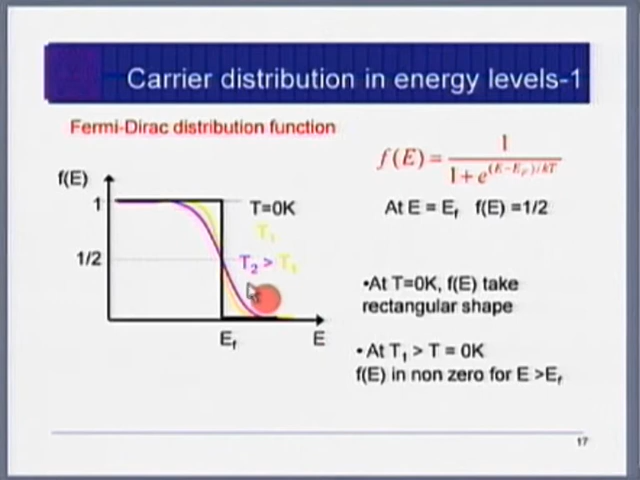 Carrier distribution in energy levels-1
Fermi-Dirac distribution function
f(E) = 1 / 1 + e^(E−E_F)/kT
f(E)
1
T=0K
T₁
1/2
T₂ > T₁
E_f
E
At E = E_f f(E) =1/2
•At T=0K, f(E) take
rectangular shape
• At T₁ > T = 0K
f(E) in non zero for E >E_f
17